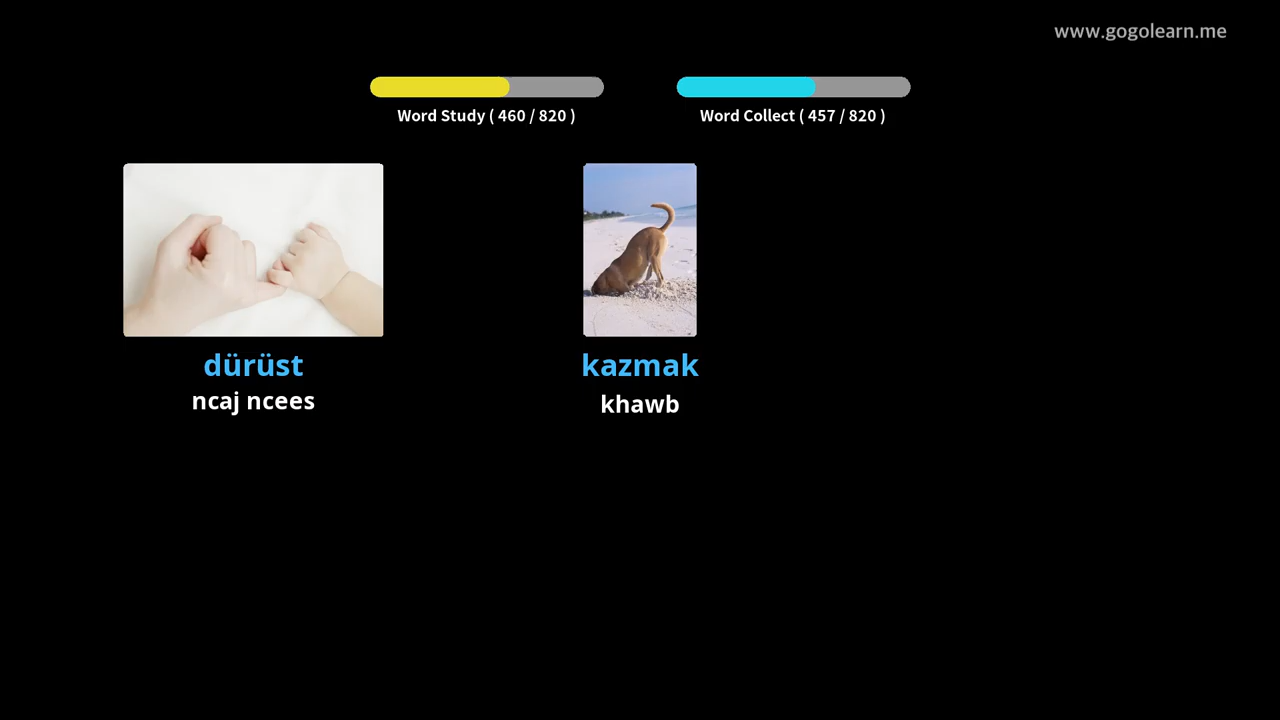 www.gogolearn.me
Word Study ( 460 / 820 )
Word Collect ( 457 / 820 )
dürüst
ncaj ncees
kazmak
khawb